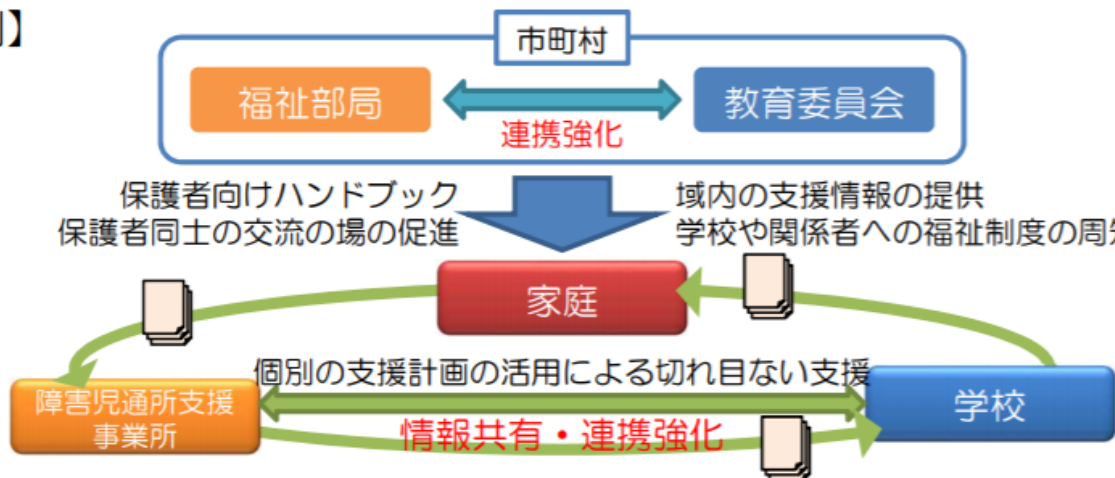 】
市町村
福祉部局
教育委員会
連携強化
保護者向けハンドブック
保護者同士の交流の場の促進
域内の支援情報の提供
学校や関係者への福祉制度の周
家庭
個別の支援計画の活用による切れ目ない支援
障害児通所支援
事業所
学校
情報共有・連携強化